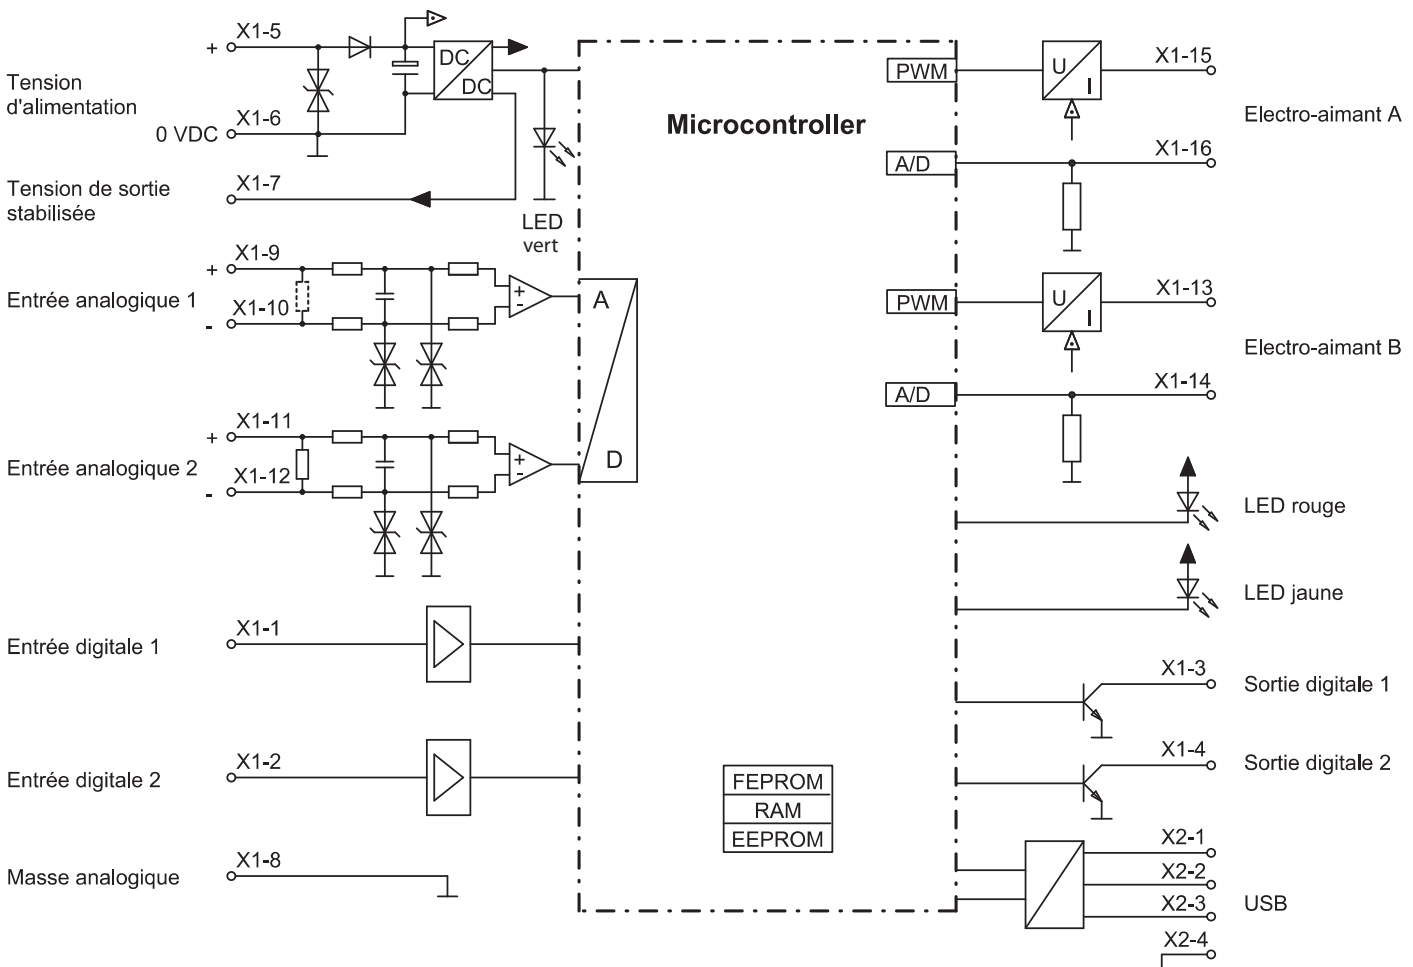 X1-5
+
DC
DC
Tension
d'alimentation
X1-6
0 VDC
X1-7
Tension de sortie
stabilisée
LED
vert
X1-9
+
Entrée analogique 1
X1-10
-
+
-
X1-11
+
Entrée analogique 2
X1-12
-
+
-
A
D
X1-1
Entrée digitale 1
X1-2
Entrée digitale 2
X1-8
Masse analogique
Microcontroller
FEPROM
RAM
EEPROM
PWM
U
I
X1-15
Electro-aimant A
A/D
X1-16
PWM
U
I
X1-13
Electro-aimant B
A/D
X1-14
LED rouge
LED jaune
X1-3
Sortie digitale 1
X1-4
Sortie digitale 2
X2-1
X2-2
X2-3
USB
X2-4